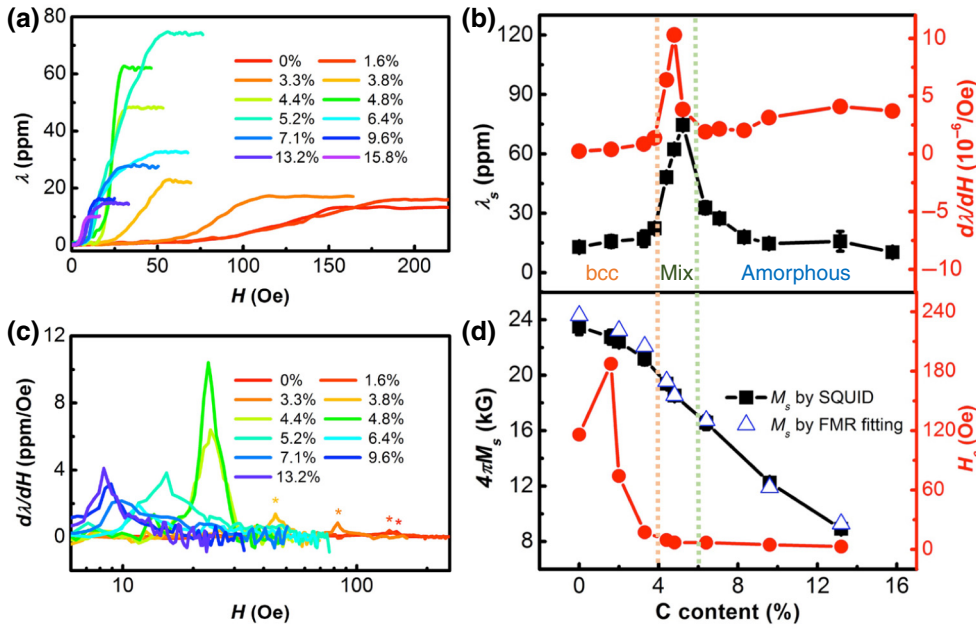 (a)
80
60
40
20
0
λ (ppm)
0 50 100 150 200
H (Oe)
0% 1.6%
3.3% 3.8%
4.4% 4.8%
5.2% 6.4%
7.1% 9.6%
13.2% 15.8%
(b)
120
90
60
30
0
λs (ppm)
10
5
0
−5
−10
dλ/dH (10⁻⁶/Oe)
bcc Mix Amorphous
(c)
12
8
4
0
dλ/dH (ppm/Oe)
10 100
H (Oe)
0% 1.6%
3.3% 3.8%
4.4% 4.8%
5.2% 6.4%
7.1% 9.6%
13.2%
* * * *
(d)
24
20
16
12
8
4πMs (kG)
240
180
120
60
0
Ms by SQUID
Ms by FMR fitting
0 4 8 12 16
C content (%)